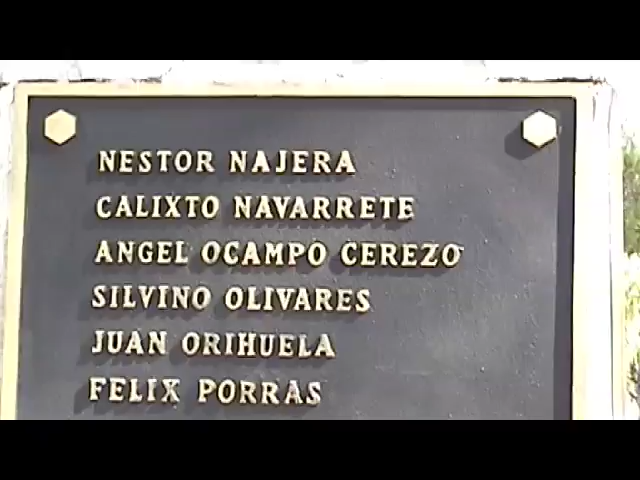 NESTOR NAJERA
CALIXTO NAVARRETE
ANGEL OCAMPO CEREZO
SILVINO OLIVARES
JUAN ORIHUELA
FELIX PORRAS